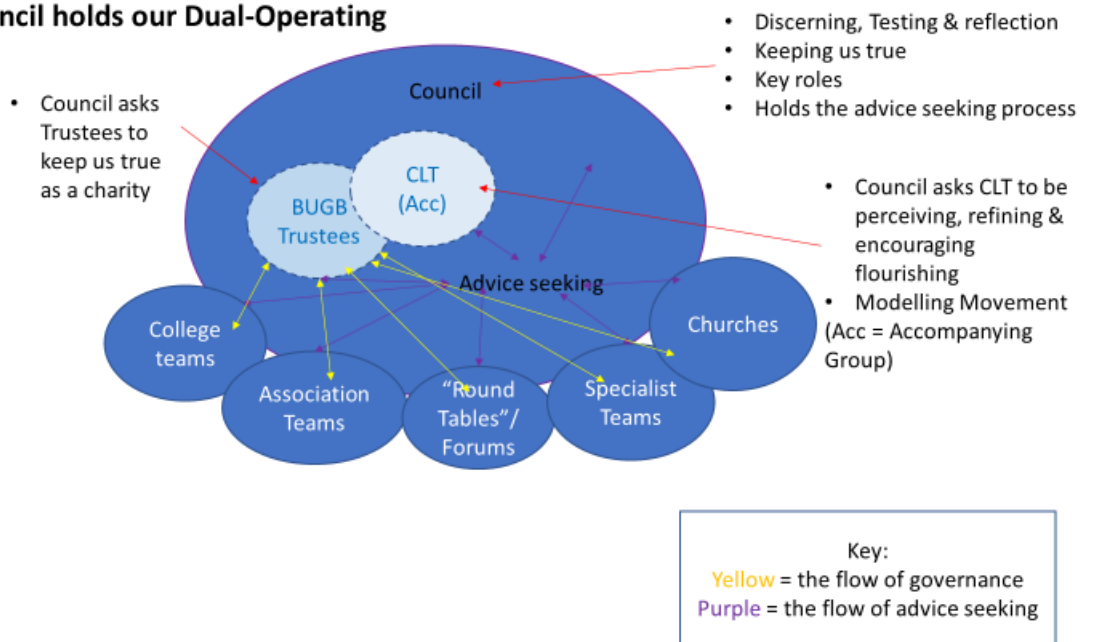 ncil holds our Dual-Operating
• Discerning, Testing & reflection
• Keeping us true
• Key roles
• Holds the advice seeking process
• Council asks
Trustees to
keep us true
as a charity
Council
CLT
(Acc)
BUGB
Trustees
• Council asks CLT to be
perceiving, refining &
encouraging
flourishing
• Modelling Movement
(Acc = Accompanying
Group)
Advice seeking
College
teams
Association
Teams
“Round
Tables”/
Forums
Specialist
Teams
Churches
Key:
Yellow = the flow of governance
Purple = the flow of advice seeking